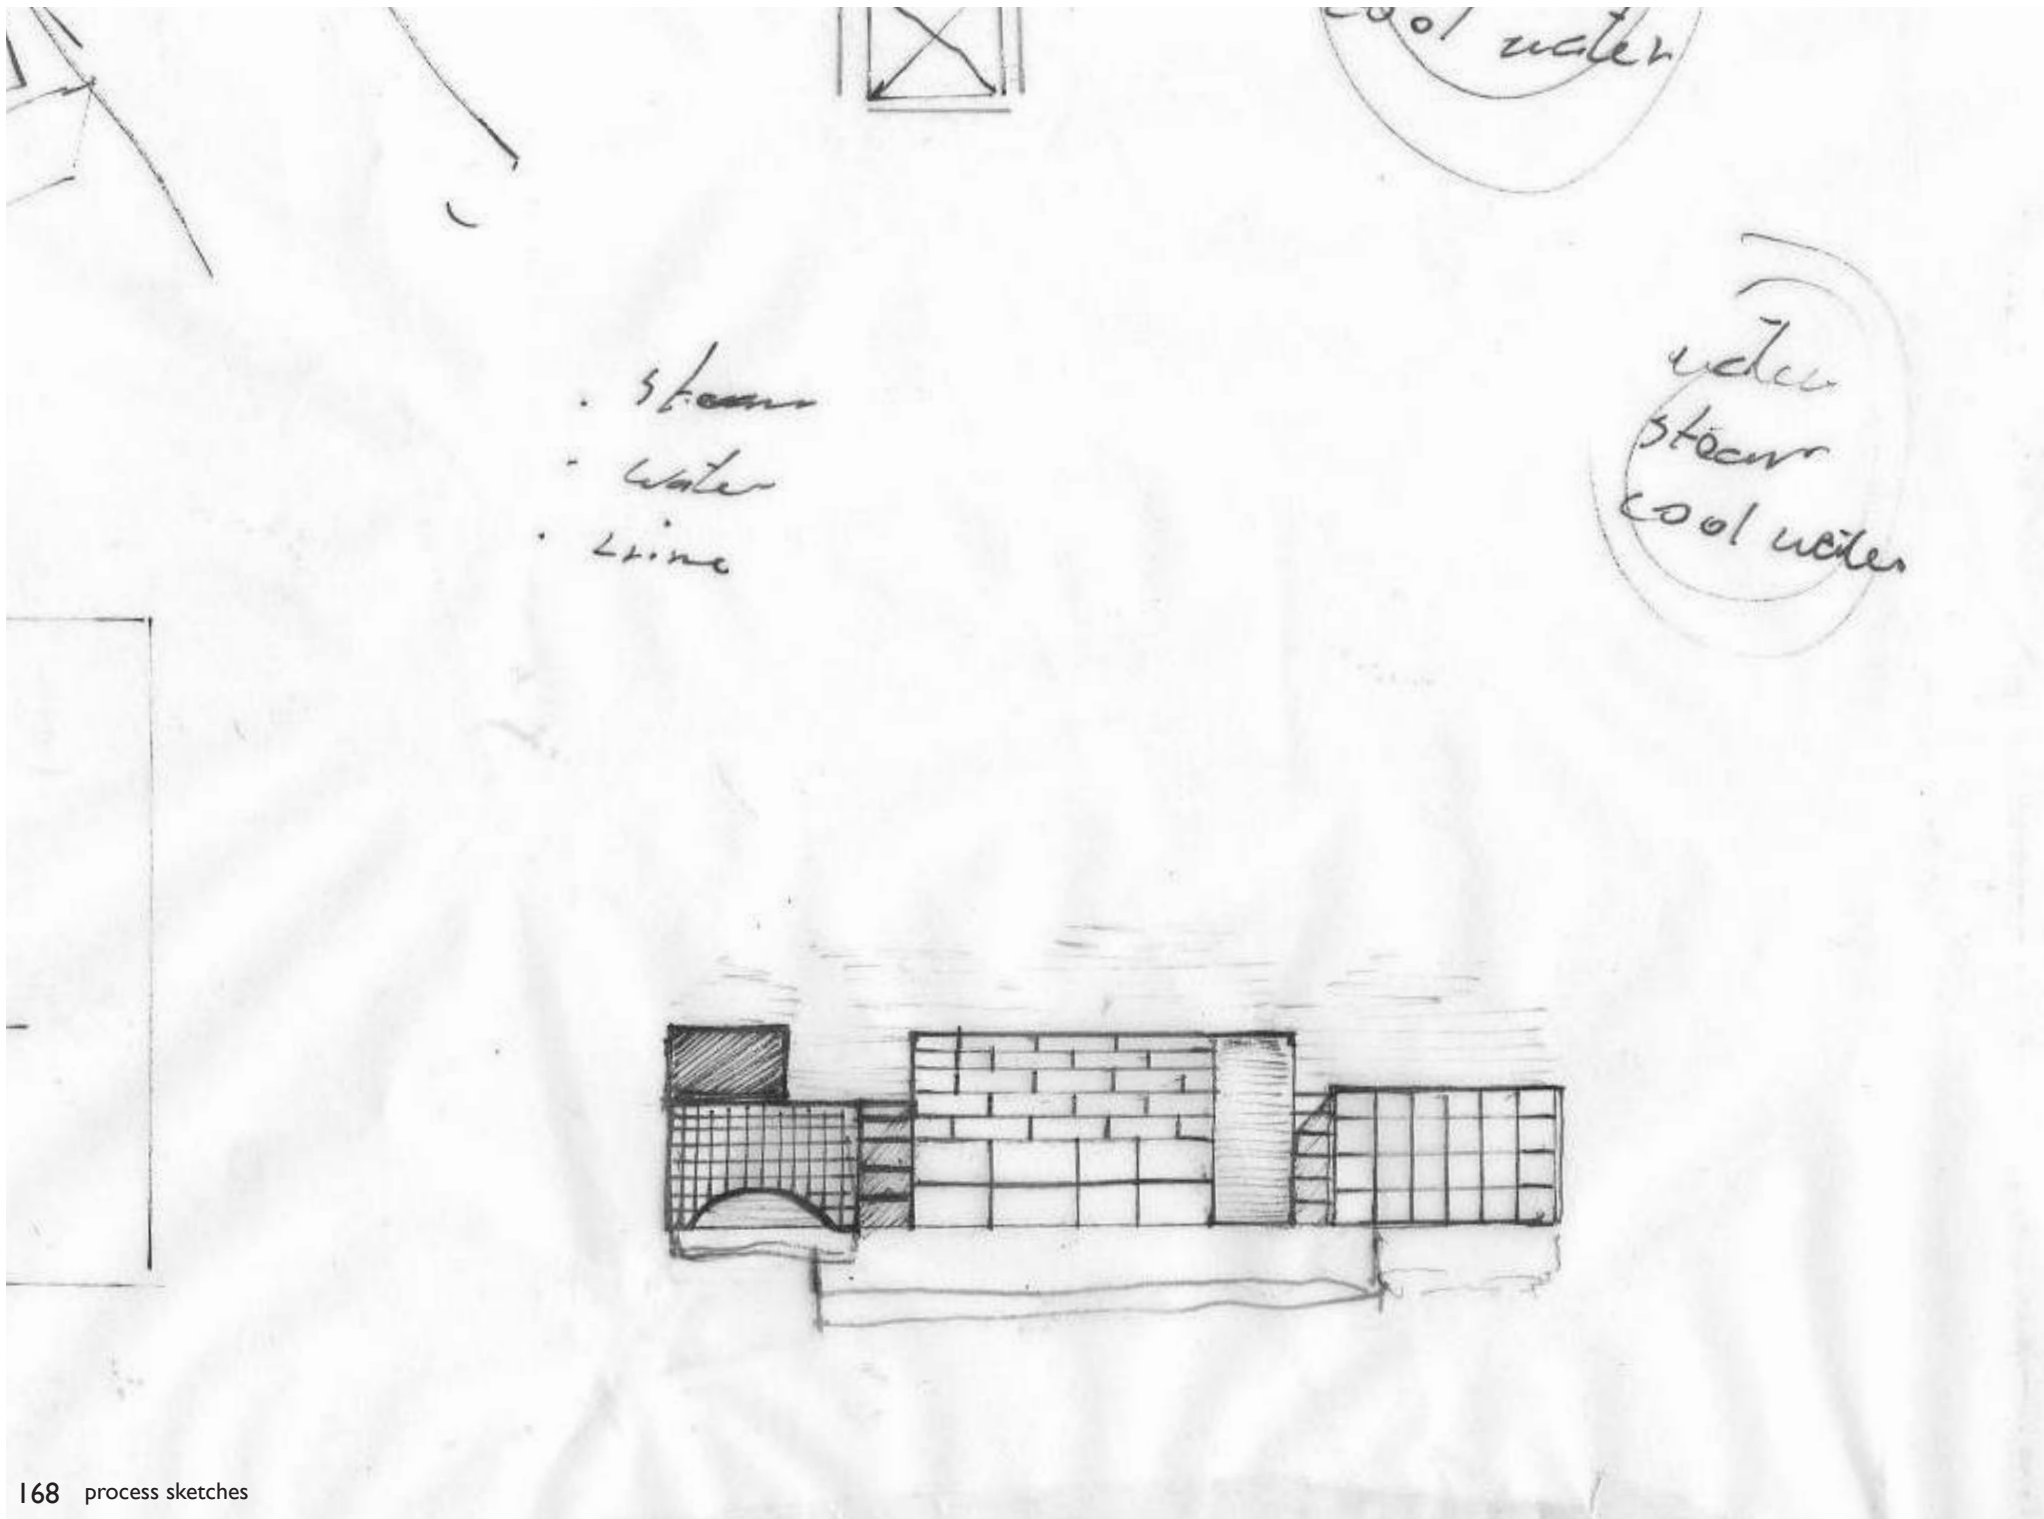 cool water
· steam
· water
water
steam
cool water
168 process sketches